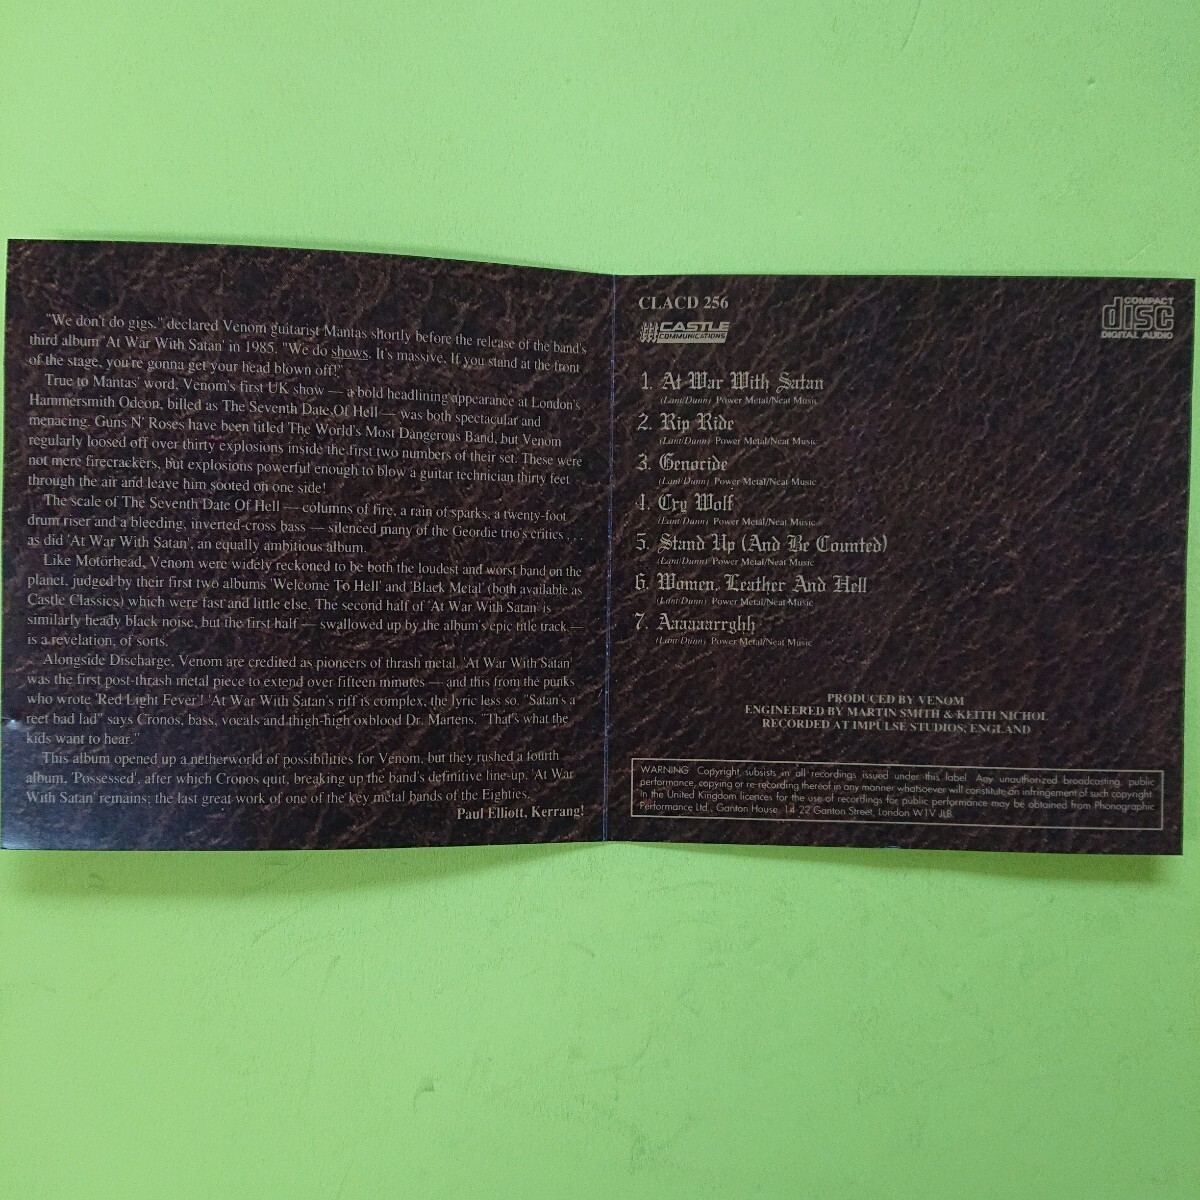 "We don't do gigs.", declared Venom guitarist Mantas shortly before the release of the band's
third album 'At War With Satan' in 1985. "We do shows. It's massive. If you stand at the front
of the stage, you're gonna get your head blown off!"
True to Mantas' word, Venom's first UK show — a bold headlining appearance at London's
Hammersmith Odeon, billed as The Seventh Date Of Hell — was both spectacular and
menacing. Guns N' Roses have been titled The World's Most Dangerous Band, but Venom
regularly loosed off over thirty explosions inside the first two numbers of their set. These were
not mere firecrackers, but explosions powerful enough to blow a guitar technician thirty feet
through the air and leave him sooted on one side!
The scale of The Seventh Date Of Hell — columns of fire, a rain of sparks, a twenty-foot
drum riser and a bleeding, inverted-cross bass — silenced many of the Geordie trio's critics . . .
as did 'At War With Satan', an equally ambitious album.
Like Motorhead, Venom were widely reckoned to be both the loudest and worst band on the
planet, judged by their first two albums 'Welcome To Hell' and 'Black Metal' (both available as
Castle Classics) which were fast and little else. The second half of 'At War With Satan' is
similarly heady black noise, but the first half — swallowed up by the album's epic title track —
is a revelation, of sorts.
Alongside Discharge, Venom are credited as pioneers of thrash metal. 'At War With Satan'
was the first post-thrash metal piece to extend over fifteen minutes — and this from the punks
who wrote 'Red Light Fever'! 'At War With Satan's riff is complex, the lyric less so. "Satan's a
reet bad lad" says Cronos, bass, vocals and thigh-high oxblood Dr. Martens. "That's what the
kids want to hear."
This album opened up a netherworld of possibilities for Venom, but they rushed a fourth
album, 'Possessed', after which Cronos quit, breaking up the band's definitive line-up. 'At War
With Satan' remains; the last great work of one of the key metal bands of the Eighties.
Paul Elliott, Kerrang!
CLACD 256
CASTLE
COMMUNICATIONS
COMPACT
disc
DIGITAL AUDIO
1. At War With Satan
(Lant/Dunn) Power Metal/Neat Music
2. Rip Ride
(Lant/Dunn) Power Metal/Neat Music
3. Genocide
(Lant/Dunn) Power Metal/Neat Music
4. Cry Wolf
(Lant/Dunn) Power Metal/Neat Music
5. Stand Up (And Be Counted)
(Lant/Dunn) Power Metal/Neat Music
6. Women, Leather And Hell
(Lant/Dunn) Power Metal/Neat Music
7. Aaaaaarrghh
(Lant/Dunn) Power Metal/Neat Music
PRODUCED BY VENOM
ENGINEERED BY MARTIN SMITH & KEITH NICHOL
RECORDED AT IMPULSE STUDIOS, ENGLAND
WARNING Copyright subsists in all recordings issued under this label. Any unauthorized broadcasting, public
performance, copying or re-recording thereof in any manner whatsoever will constitute an infringement of such copyright.
In the United Kingdom licences for the use of recordings for public performance may be obtained from Phonographic
Performance Ltd., Ganton House, 14-22 Ganton Street, London W1V JLB.